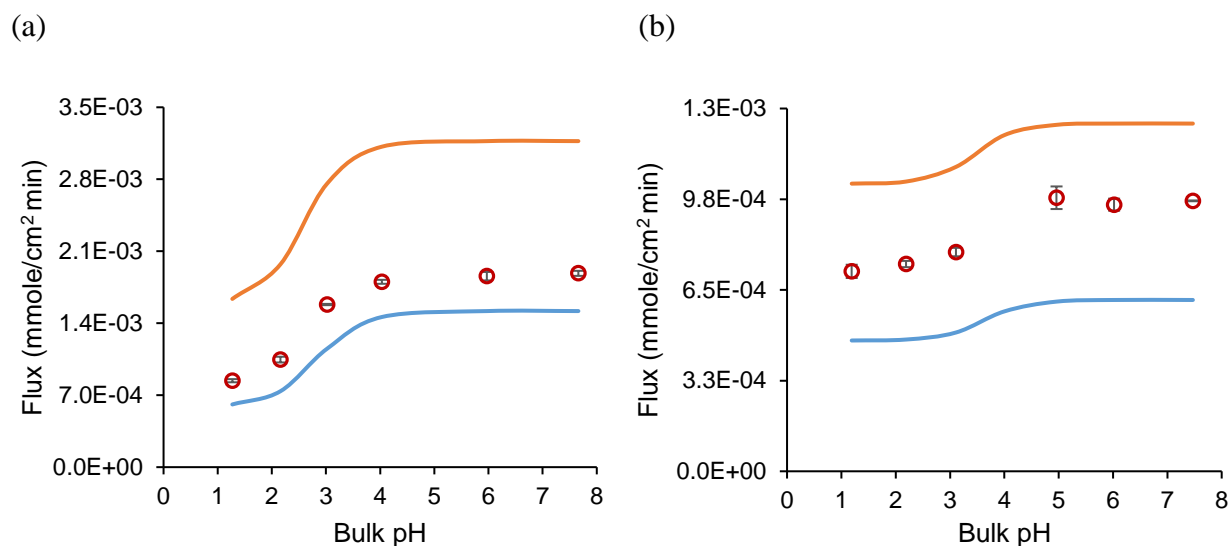 (a)
(b)
Flux (mmole/cm² min)
3.5E-03
2.8E-03
2.1E-03
1.4E-03
7.0E-04
0.0E+00
0 1 2 3 4 5 6 7 8
Bulk pH
Flux (mmole/cm² min)
1.3E-03
9.8E-04
6.5E-04
3.3E-04
0.0E+00
0 1 2 3 4 5 6 7 8
Bulk pH